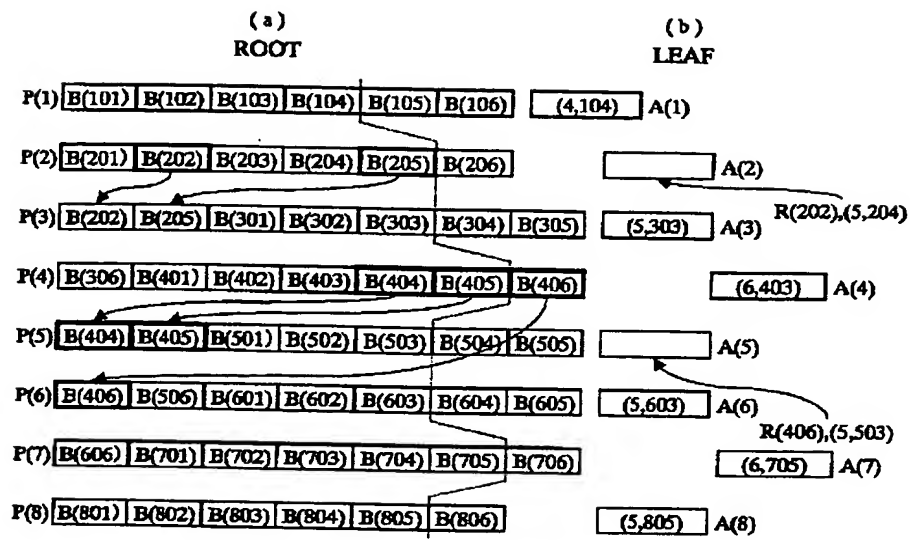 ( a )
ROOT
( b )
LEAF
P(1) B(101) B(102) B(103) B(104) B(105) B(106) (4,104) A(1)
P(2) B(201) B(202) B(203) B(204) B(205) B(206) A(2)
R(202),(5,204)
P(3) B(202) B(205) B(301) B(302) B(303) B(304) B(305) (5,303) A(3)
P(4) B(306) B(401) B(402) B(403) B(404) B(405) B(406) (6,403) A(4)
P(5) B(404) B(405) B(501) B(502) B(503) B(504) B(505) A(5)
P(6) B(406) B(506) B(601) B(602) B(603) B(604) B(605) (5,603) A(6)
R(406),(5,503)
P(7) B(606) B(701) B(702) B(703) B(704) B(705) B(706) (6,705) A(7)
P(8) B(801) B(802) B(803) B(804) B(805) B(806) (5,805) A(8)